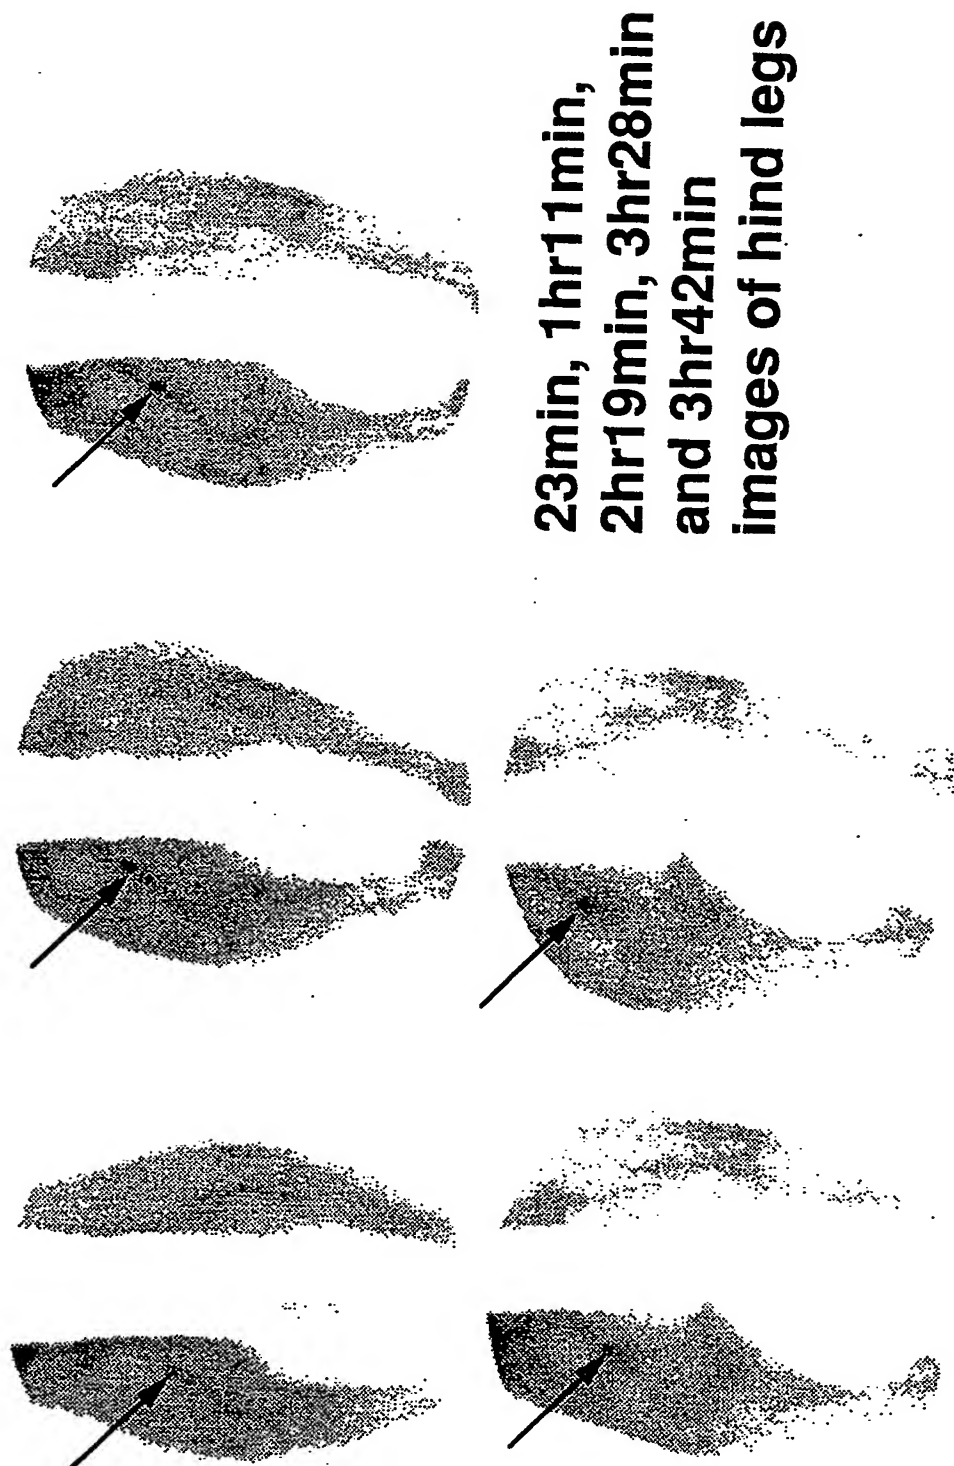 23min, 1hr11min,
2hr19min, 3hr28min
and 3hr42min
images of hind legs